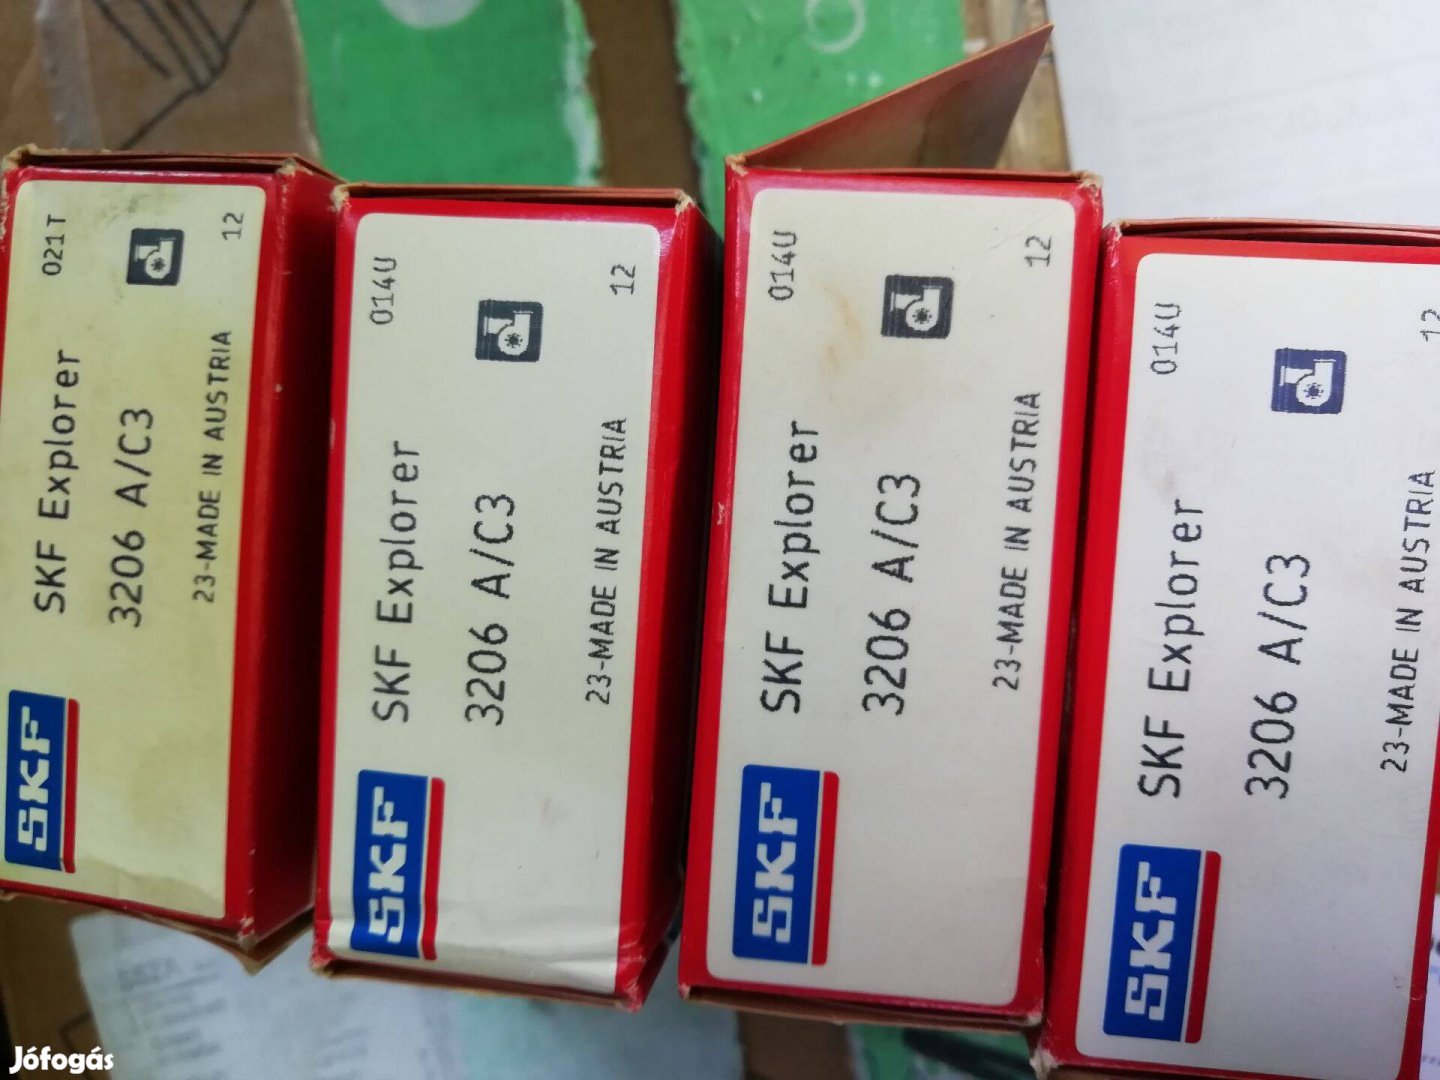 SKF
SKF Explorer
021T
3206 A/C3
23-MADE IN AUSTRIA
12
SKF
SKF Explorer
014U
3206 A/C3
23-MADE IN AUSTRIA
12
SKF
SKF Explorer
014U
3206 A/C3
23-MADE IN AUSTRIA
12
SKF
SKF Explorer
014U
3206 A/C3
23-MADE IN AUSTRIA
12
Jófogás